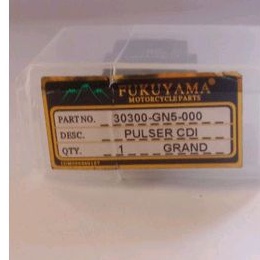 FUKUYAMA®
MOTORCYCLE PARTS
PART NO. 30300-GN5-000
DESC. PULSER CDI
QTY. 1 GRAND